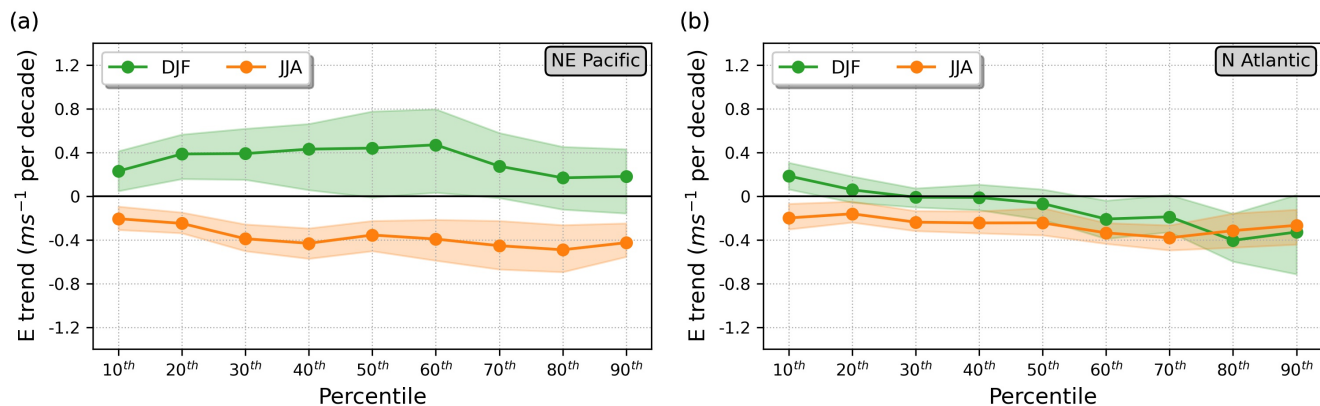 (a)
E trend (ms⁻¹ per decade)
1.2
0.8
0.4
0
-0.4
-0.8
-1.2
DJF JJA
NE Pacific
10ᵗʰ 20ᵗʰ 30ᵗʰ 40ᵗʰ 50ᵗʰ 60ᵗʰ 70ᵗʰ 80ᵗʰ 90ᵗʰ
Percentile
(b)
E trend (ms⁻¹ per decade)
1.2
0.8
0.4
0
-0.4
-0.8
-1.2
DJF JJA
N Atlantic
10ᵗʰ 20ᵗʰ 30ᵗʰ 40ᵗʰ 50ᵗʰ 60ᵗʰ 70ᵗʰ 80ᵗʰ 90ᵗʰ
Percentile